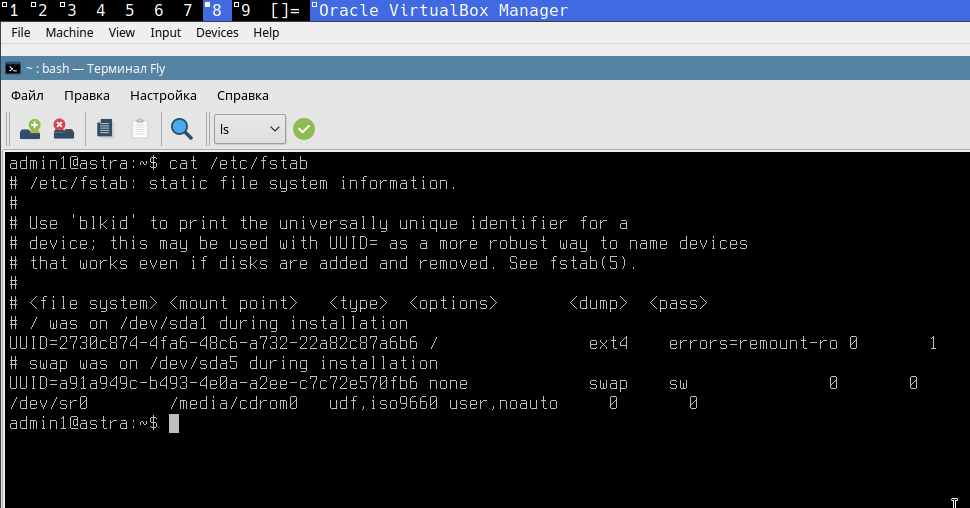 1 2 3 4 5 6 7 8 9 []= Oracle VirtualBox Manager
File Machine View Input Devices Help
~ : bash — Терминал Fly
Файл Правка Настройка Справка
ls
admin1@astra:~$ cat /etc/fstab
# /etc/fstab: static file system information.
#
# Use 'blkid' to print the universally unique identifier for a
# device; this may be used with UUID= as a more robust way to name devices
# that works even if disks are added and removed. See fstab(5).
#
# <file system> <mount point>   <type>  <options>       <dump>  <pass>
# / was on /dev/sda1 during installation
UUID=2730c874-4fa6-48c6-a732-22a82c87a6b6 /               ext4    errors=remount-ro 0       1
# swap was on /dev/sda5 during installation
UUID=a91a949c-b493-4e0a-a2ee-c7c72e570fb6 none            swap    sw              0       0
/dev/sr0        /media/cdrom0   udf,iso9660 user,noauto     0       0
admin1@astra:~$